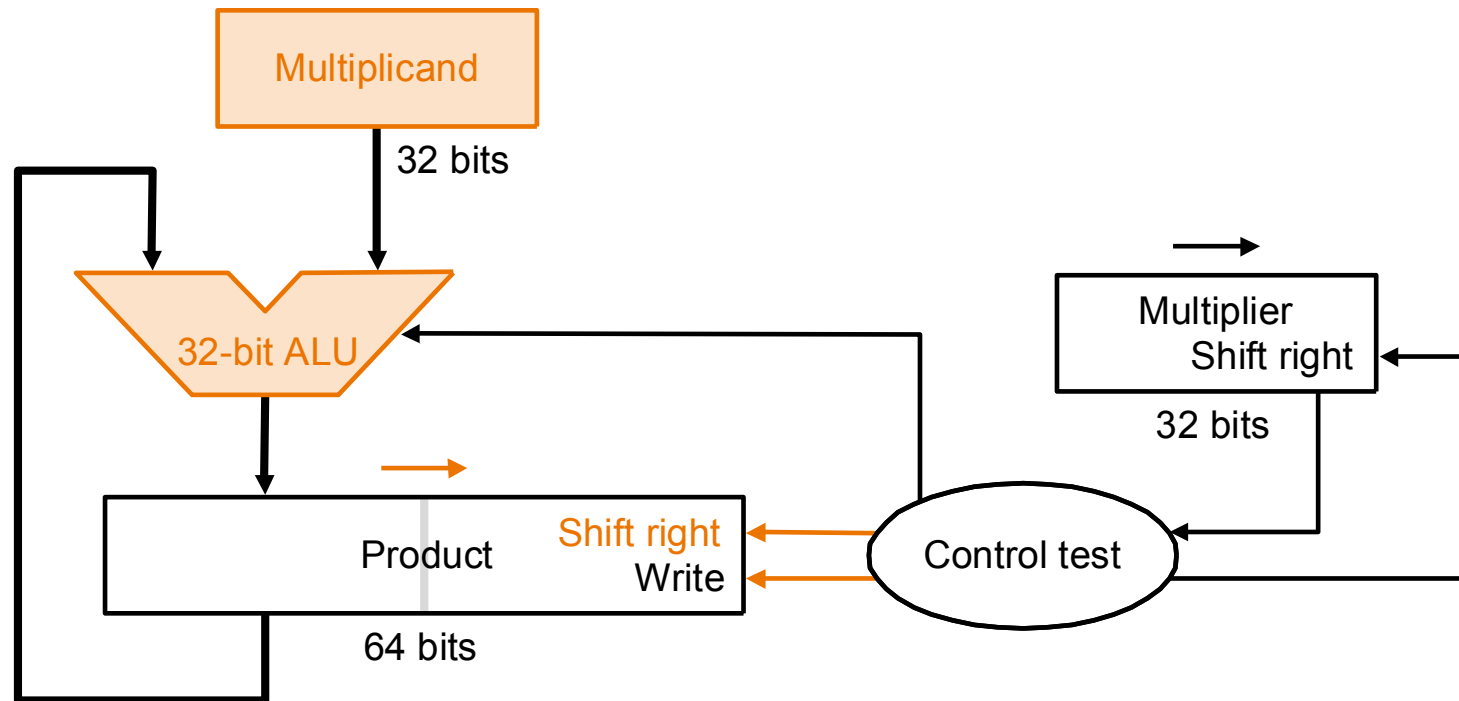 Multiplicand
32 bits
32-bit ALU
Multiplier
Shift right
32 bits
Product
Shift right
Write
64 bits
Control test